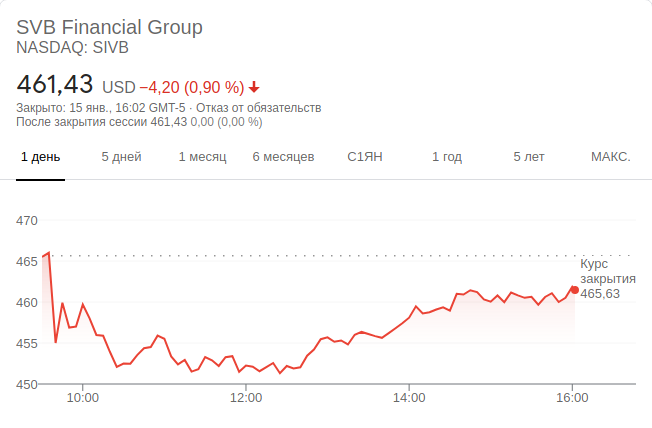 SVB Financial Group
NASDAQ: SIVB
461,43 USD −4,20 (0,90 %)
Закрыто: 15 янв., 16:02 GMT-5 · Отказ от обязательств
После закрытия сессии 461,43 0,00 (0,00 %)
1 день 5 дней 1 месяц 6 месяцев С1ЯН 1 год 5 лет МАКС.
470
465
460
455
450
Курс
закрытия
465,63
10:00 12:00 14:00 16:00